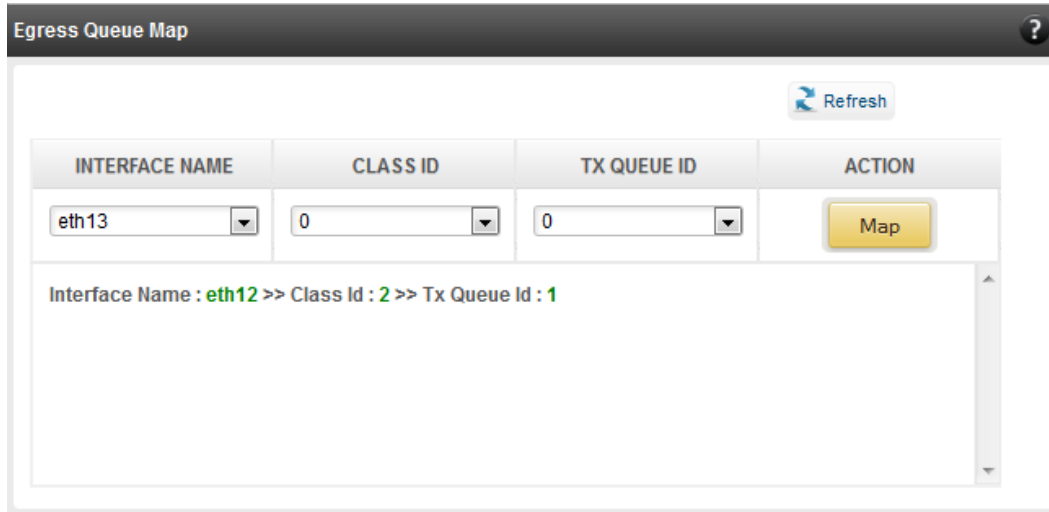 Egress Queue Map ?
Refresh
INTERFACE NAME CLASS ID TX QUEUE ID ACTION
eth13 0 0 Map
Interface Name : eth12 >> Class Id : 2 >> Tx Queue Id : 1